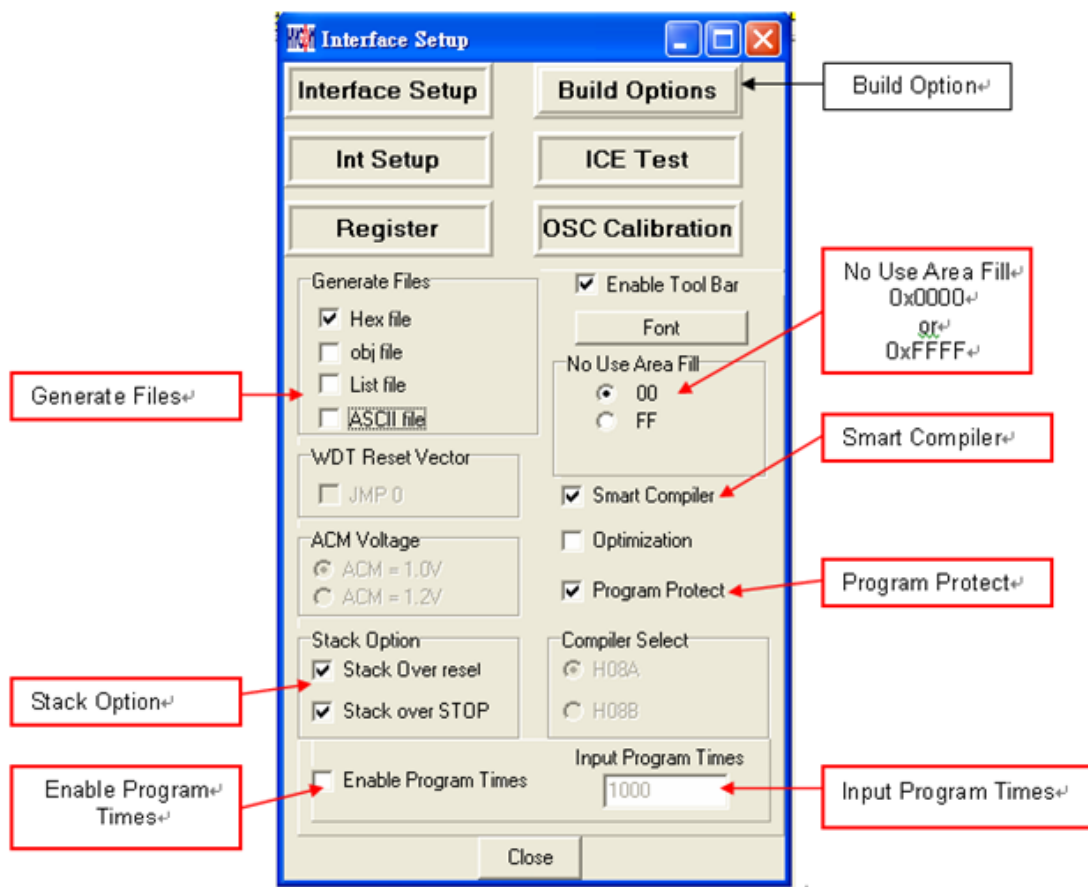 Interface Setup
Interface Setup
Build Options
Build Option↵
Int Setup
ICE Test
Register
OSC Calibration
Generate Files
Hex file
obj file
List file
ASCII file
Generate Files↵
Enable Tool Bar
Font
No Use Area Fill
00
FF
No Use Area Fill↵
0x0000↵
or↵
0xFFFF↵
WDT Reset Vector
JMP 0
Smart Compiler
Smart Compiler↵
Optimization
ACM Voltage
ACM = 1.0V
ACM = 1.2V
Program Protect
Program Protect↵
Stack Option
Stack Over reset
Stack over STOP
Stack Option↵
Compiler Select
H08A
H08B
Enable Program Times
Enable Program↵
Times↵
Input Program Times
1000
Input Program Times↵
Close